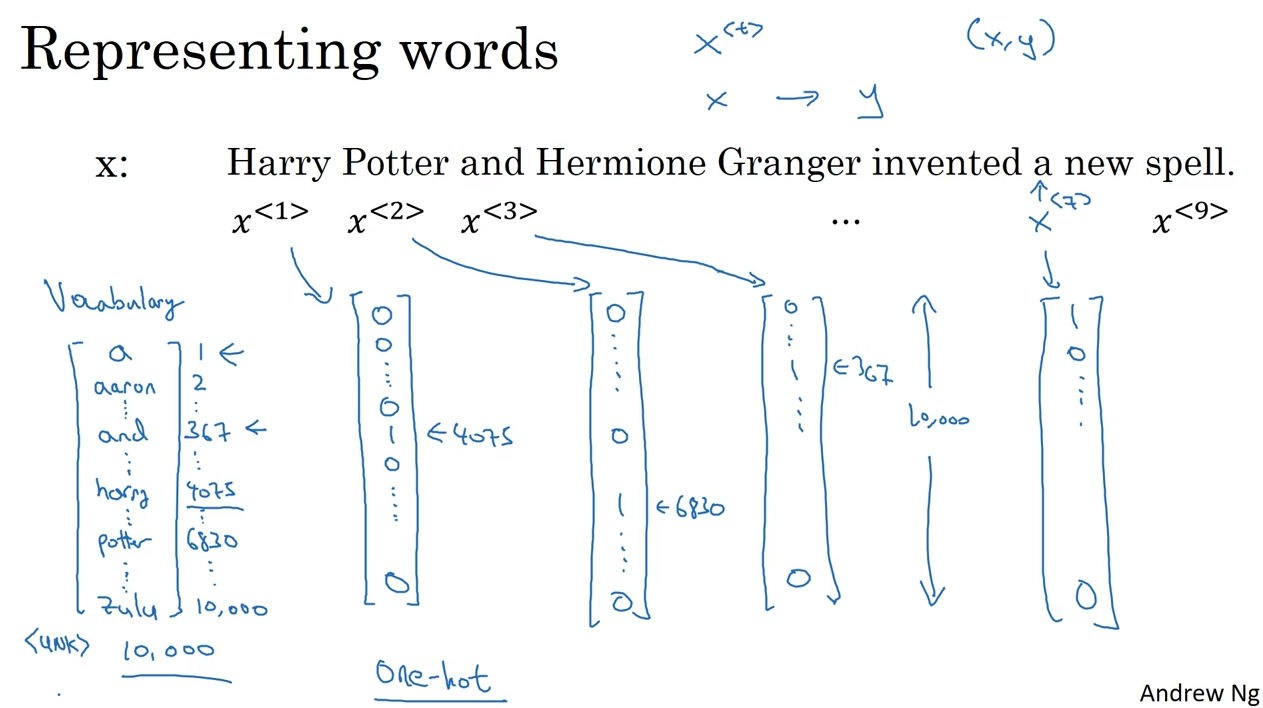 Representing words
x<t>
(x,y)
x → y
x: Harry Potter and Hermione Granger invented a new spell.
x<1> x<2> x<3> ... x<7> x<9>
Vocabulary
a 1 ←
aaron 2
and 367 ←
harry 4075
potter 6830
zulu 10,000
<UNK> 10,000
0
0
0
1 ←4075
0
0
0
0
1 ←6830
0
0
1 ←367
0
10,000
1
0
0
One-hot
Andrew Ng